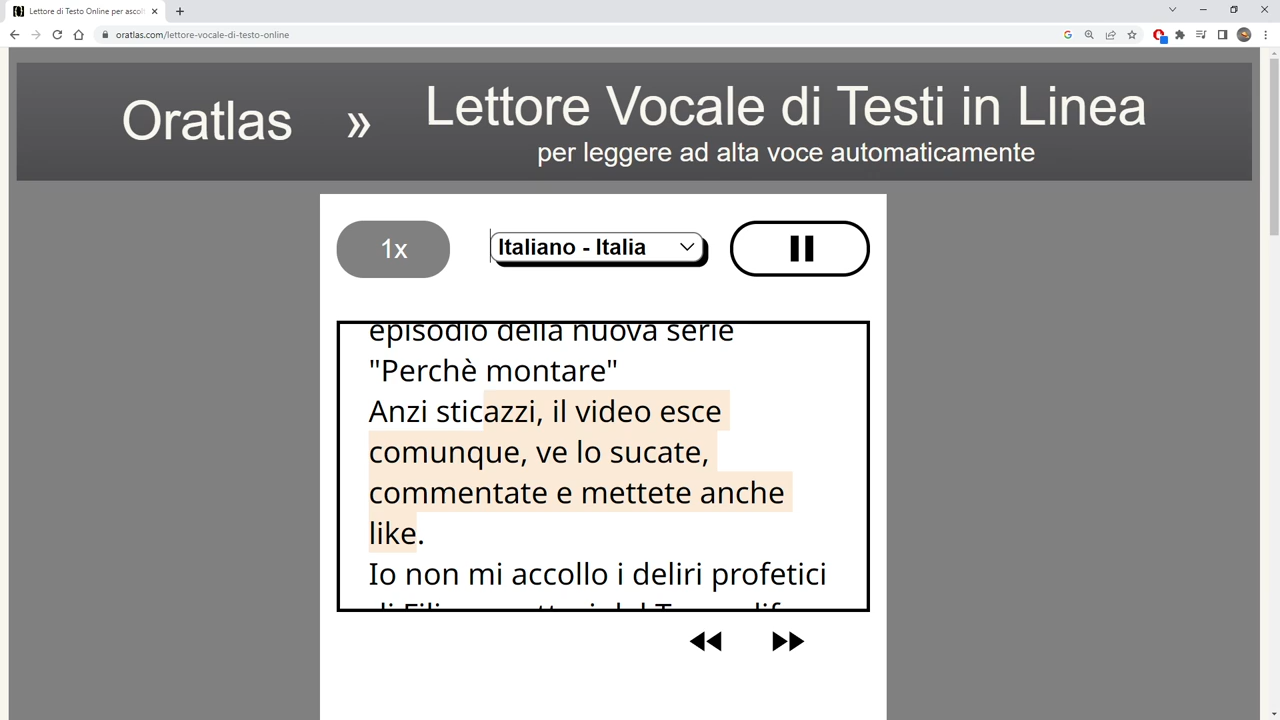 Lettore di Testo Online per ascol
oratlas.com/lettore-vocale-di-testo-online
Oratlas » Lettore Vocale di Testi in Linea
per leggere ad alta voce automaticamente
1x
Italiano - Italia
episodio della nuova serie
"Perchè montare"
Anzi sticazzi, il video esce
comunque, ve lo sucate,
commentate e mettete anche
like.
Io non mi accollo i deliri profetici